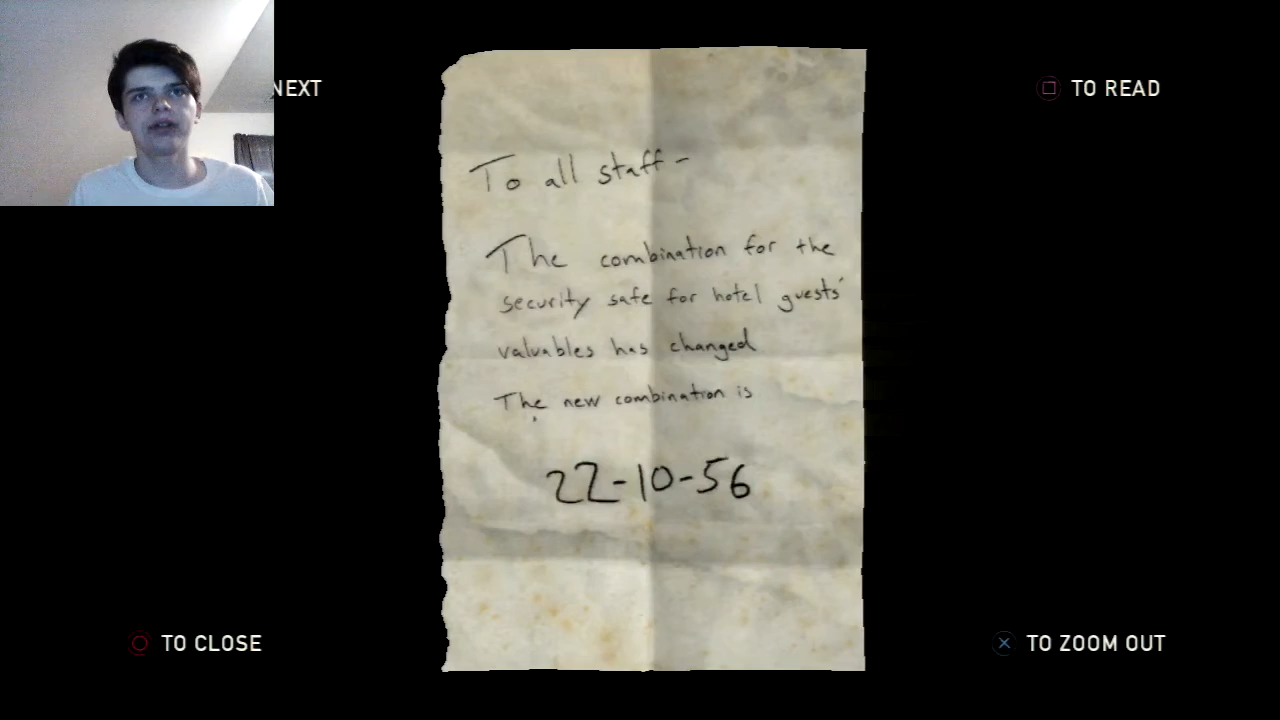 NEXT
TO READ
To all staff -
The combination for the
security safe for hotel guests'
valuables has changed
The new combination is
22-10-56
TO CLOSE
TO ZOOM OUT